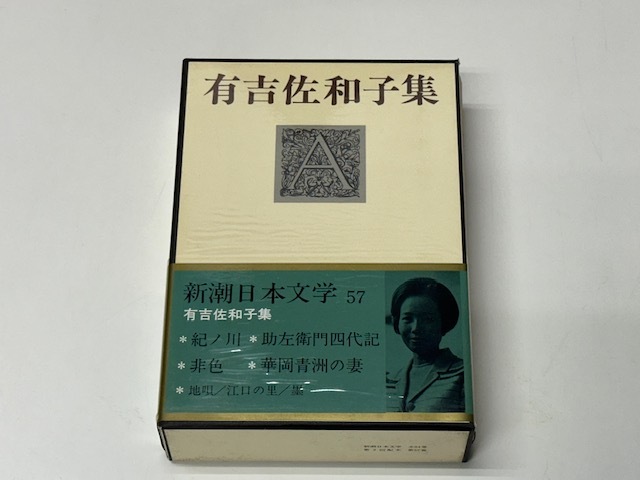 有吉佐和子集
A
新潮日本文学 57
有吉佐和子集
*紀ノ川 *助左衛門四代記
*非色 *華岡青洲の妻
*地唄/江口の里/墨